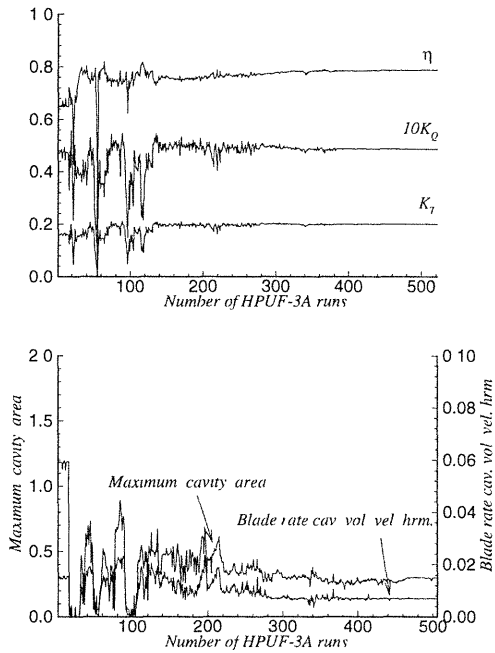 1 0
0.8
0.6
0.4
0.2
0.0
η
10K_Q
K_T
100 200 300 400 500
Number of HPUF-3A runs
2 0
1.5
1.0
0.5
0.0
Maximum cavity area
0 10
0.08
0.06
0.04
0.02
0.00
Blade rate cav. vol vel. hrm
Maximum cavity area
Blade rate cav vol vel hrm.
0 100 200 300 400 500
Number of HPUF-3A runs